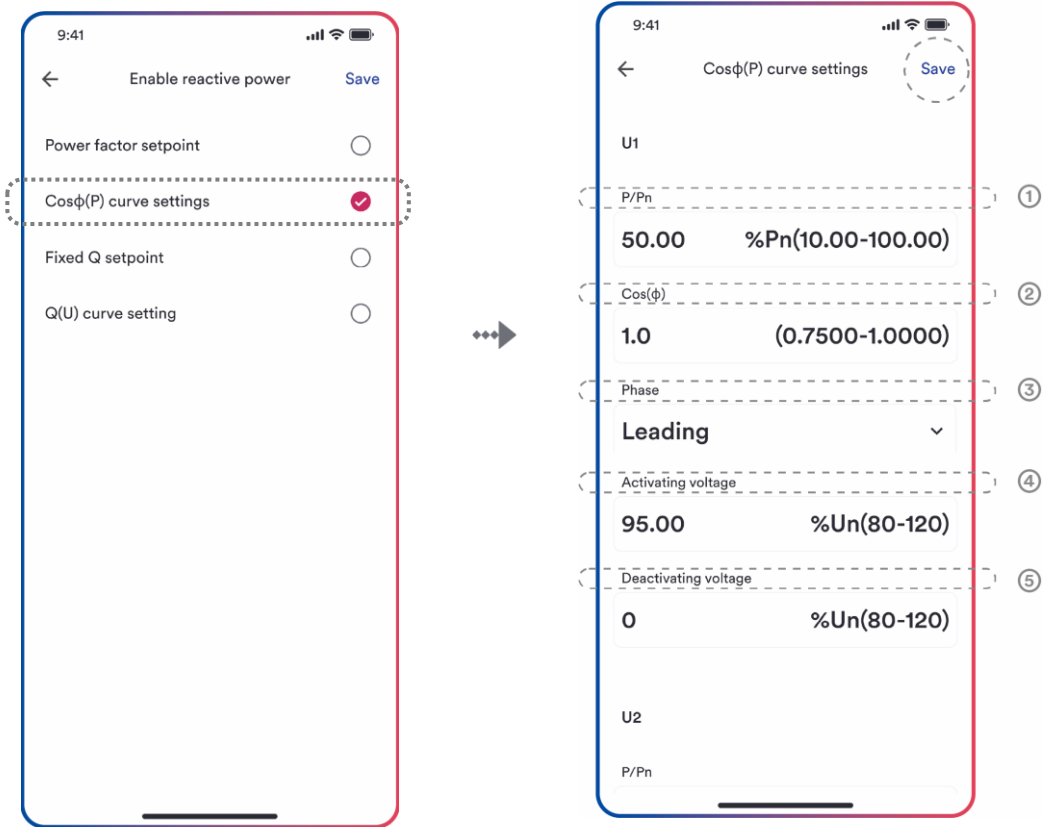 9:41
Enable reactive power Save
Power factor setpoint
Cosϕ(P) curve settings
Fixed Q setpoint
Q(U) curve setting
9:41
Cosϕ(P) curve settings Save
U1
P/Pn ①
50.00 %Pn(10.00-100.00)
Cos(ϕ) ②
1.0 (0.7500-1.0000)
Phase ③
Leading
Activating voltage ④
95.00 %Un(80-120)
Deactivating voltage ⑤
0 %Un(80-120)
U2
P/Pn